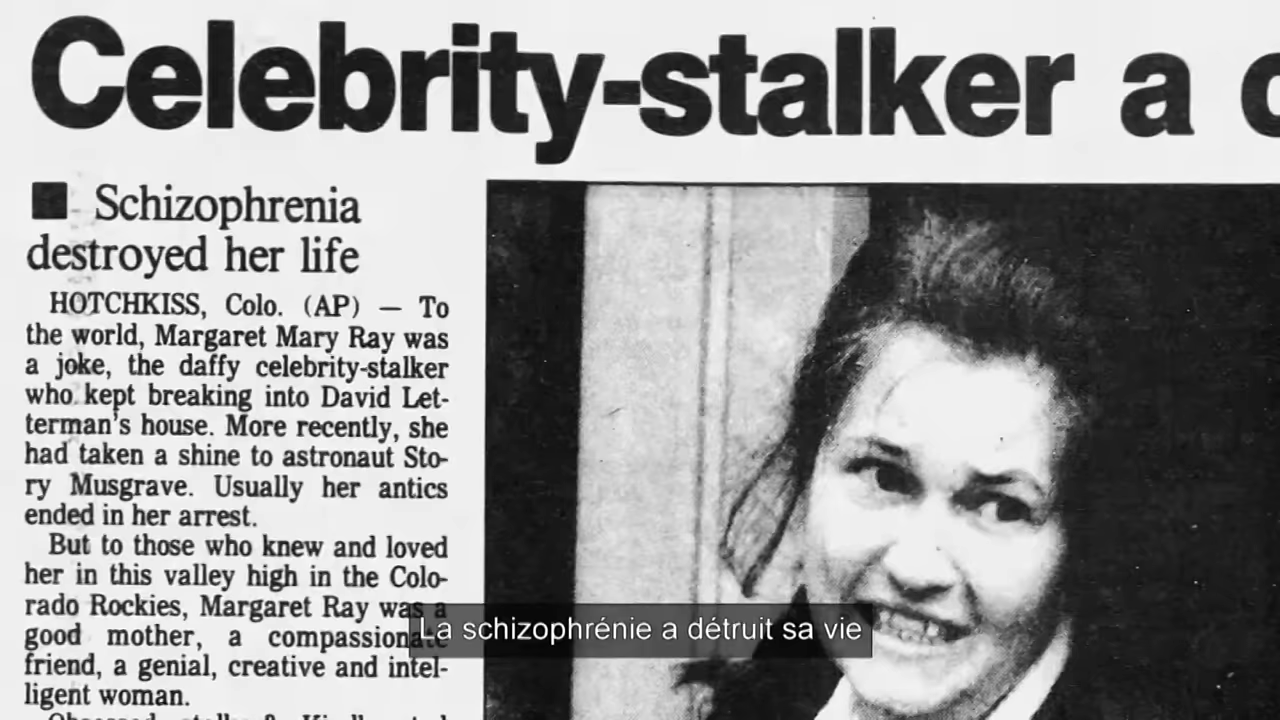 Celebrity-stalker a
■ Schizophrenia
destroyed her life
HOTCHKISS, Colo. (AP) — To
the world, Margaret Mary Ray was
a joke, the daffy celebrity-stalker
who kept breaking into David Let-
terman's house. More recently, she
had taken a shine to astronaut Sto-
ry Musgrave. Usually her antics
ended in her arrest.
But to those who knew and loved
her in this valley high in the Colo-
rado Rockies, Margaret Ray was a
good mother, a compassionate
friend, a genial, creative and intel-
ligent woman.
La schizophrénie a détruit sa vie